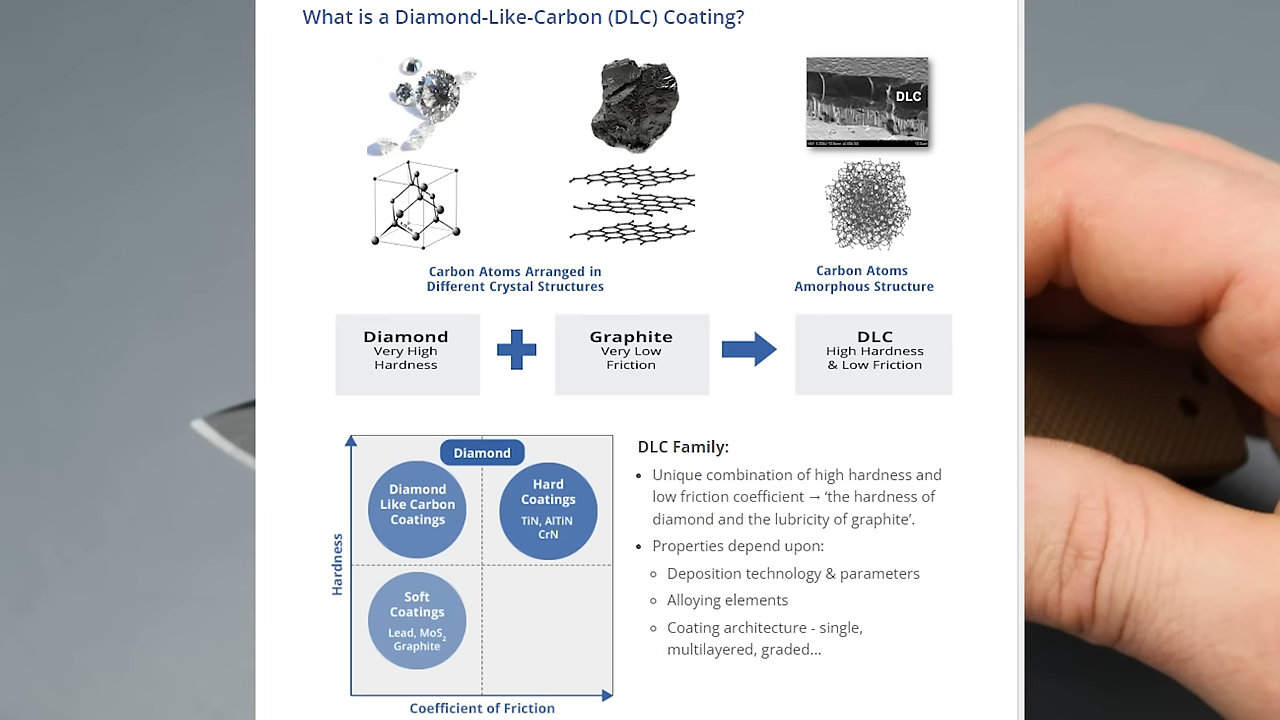 What is a Diamond-Like-Carbon (DLC) Coating?
DLC
Carbon Atoms Arranged in
Different Crystal Structures
Carbon Atoms
Amorphous Structure
Diamond
Very High
Hardness
Graphite
Very Low
Friction
DLC
High Hardness
& Low Friction
Diamond
Diamond
Like Carbon
Coatings
Hard
Coatings
TiN, AlTiN
CrN
Soft
Coatings
Lead, MoS2
Graphite
Hardness
Coefficient of Friction
DLC Family:
• Unique combination of high hardness and
low friction coefficient → ‘the hardness of
diamond and the lubricity of graphite’.
• Properties depend upon:
○ Deposition technology & parameters
○ Alloying elements
○ Coating architecture - single,
multilayered, graded...